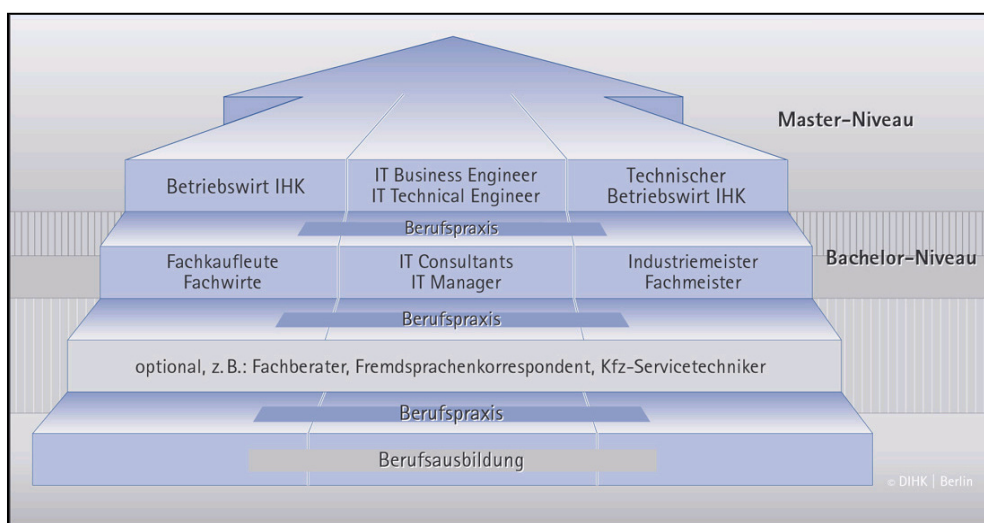 Master-Niveau
Betriebswirt IHK
IT Business Engineer
IT Technical Engineer
Technischer
Betriebswirt IHK
Berufspraxis
Bachelor-Niveau
Fachkaufleute
Fachwirte
IT Consultants
IT Manager
Industriemeister
Fachmeister
Berufspraxis
optional, z. B.: Fachberater, Fremdsprachenkorrespondent, Kfz-Servicetechniker
Berufspraxis
Berufsausbildung
© DIHK | Berlin